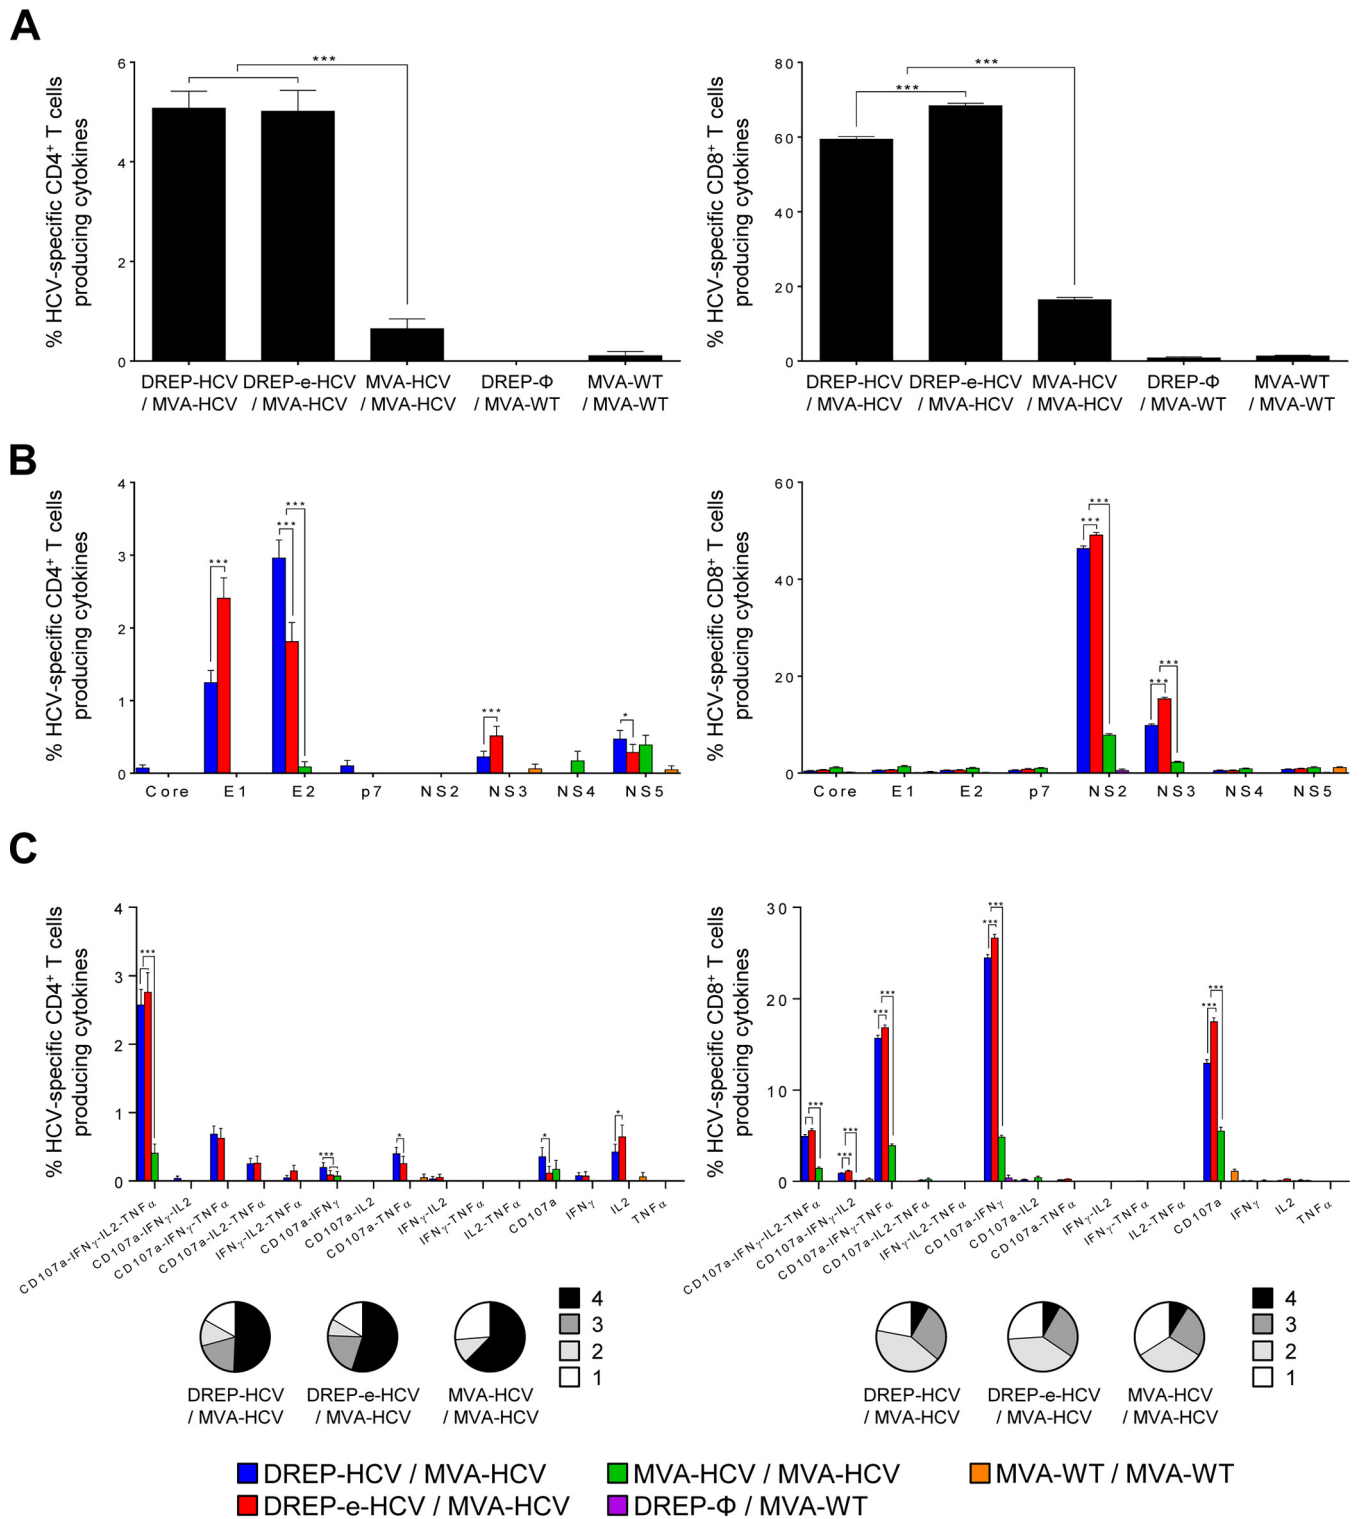 A
% HCV-specific CD4+ T cells
producing cytokines
6
4
2
0
***
DREP-HCV
/ MVA-HCV
DREP-e-HCV
/ MVA-HCV
MVA-HCV
/ MVA-HCV
DREP-Φ
/ MVA-WT
MVA-WT
/ MVA-WT
% HCV-specific CD8+ T cells
producing cytokines
80
60
40
20
0
***
***
DREP-HCV
/ MVA-HCV
DREP-e-HCV
/ MVA-HCV
MVA-HCV
/ MVA-HCV
DREP-Φ
/ MVA-WT
MVA-WT
/ MVA-WT
B
% HCV-specific CD4+ T cells
producing cytokines
4
3
2
1
0
***
***
***
***
*
Core E1 E2 p7 NS2 NS3 NS4 NS5
% HCV-specific CD8+ T cells
producing cytokines
60
40
20
0
***
***
***
***
Core E1 E2 p7 NS2 NS3 NS4 NS5
C
% HCV-specific CD4+ T cells
producing cytokines
4
3
2
1
0
***
***
*
*
*
CD107a-IFNγ-IL2-TNFα
CD107a-IFNγ-IL2
CD107a-IFNγ-TNFα
CD107a-IL2-TNFα
IFNγ-IL2-TNFα
CD107a-IFNγ
CD107a-IL2
CD107a-TNFα
IFNγ-IL2
IFNγ-TNFα
IL2-TNFα
CD107a
IFNγ
IL2
TNFα
% HCV-specific CD8+ T cells
producing cytokines
30
20
10
0
***
***
***
***
***
***
***
***
***
CD107a-IFNγ-IL2-TNFα
CD107a-IFNγ-IL2
CD107a-IFNγ-TNFα
CD107a-IL2-TNFα
IFNγ-IL2-TNFα
CD107a-IFNγ
CD107a-IL2
CD107a-TNFα
IFNγ-IL2
IFNγ-TNFα
IL2-TNFα
CD107a
IFNγ
IL2
TNFα
DREP-HCV
/ MVA-HCV
DREP-e-HCV
/ MVA-HCV
MVA-HCV
/ MVA-HCV
4
3
2
1
DREP-HCV
/ MVA-HCV
DREP-e-HCV
/ MVA-HCV
MVA-HCV
/ MVA-HCV
4
3
2
1
DREP-HCV / MVA-HCV
MVA-HCV / MVA-HCV
MVA-WT / MVA-WT
DREP-e-HCV / MVA-HCV
DREP-Φ / MVA-WT